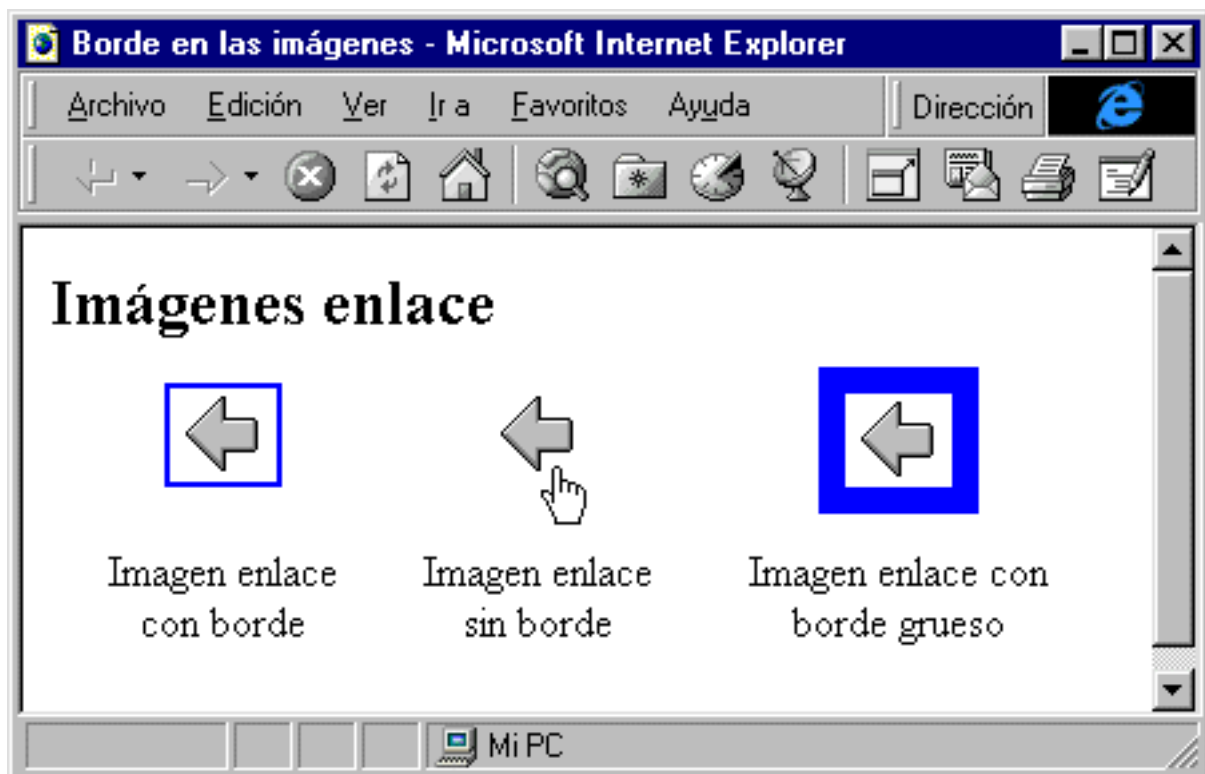 Borde en las imágenes - Microsoft Internet Explorer
Archivo Edición Ver Ir a Favoritos Ayuda Dirección
Imágenes enlace
Imagen enlace
con borde
Imagen enlace
sin borde
Imagen enlace con
borde grueso
Mi PC